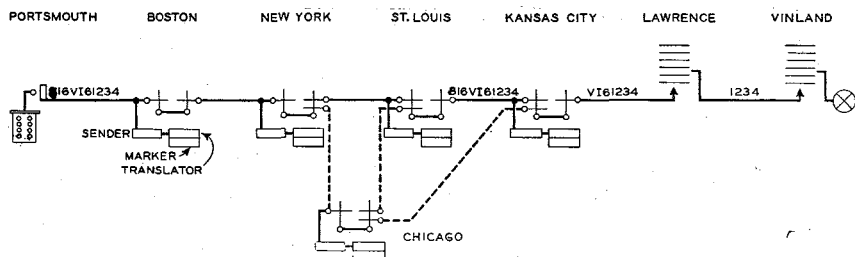 PORTSMOUTH BOSTON NEW YORK ST. LOUIS KANSAS CITY LAWRENCE VINLAND
816VI61234 816VI61234 VI61234 1234
SENDER
MARKER
TRANSLATOR
CHICAGO